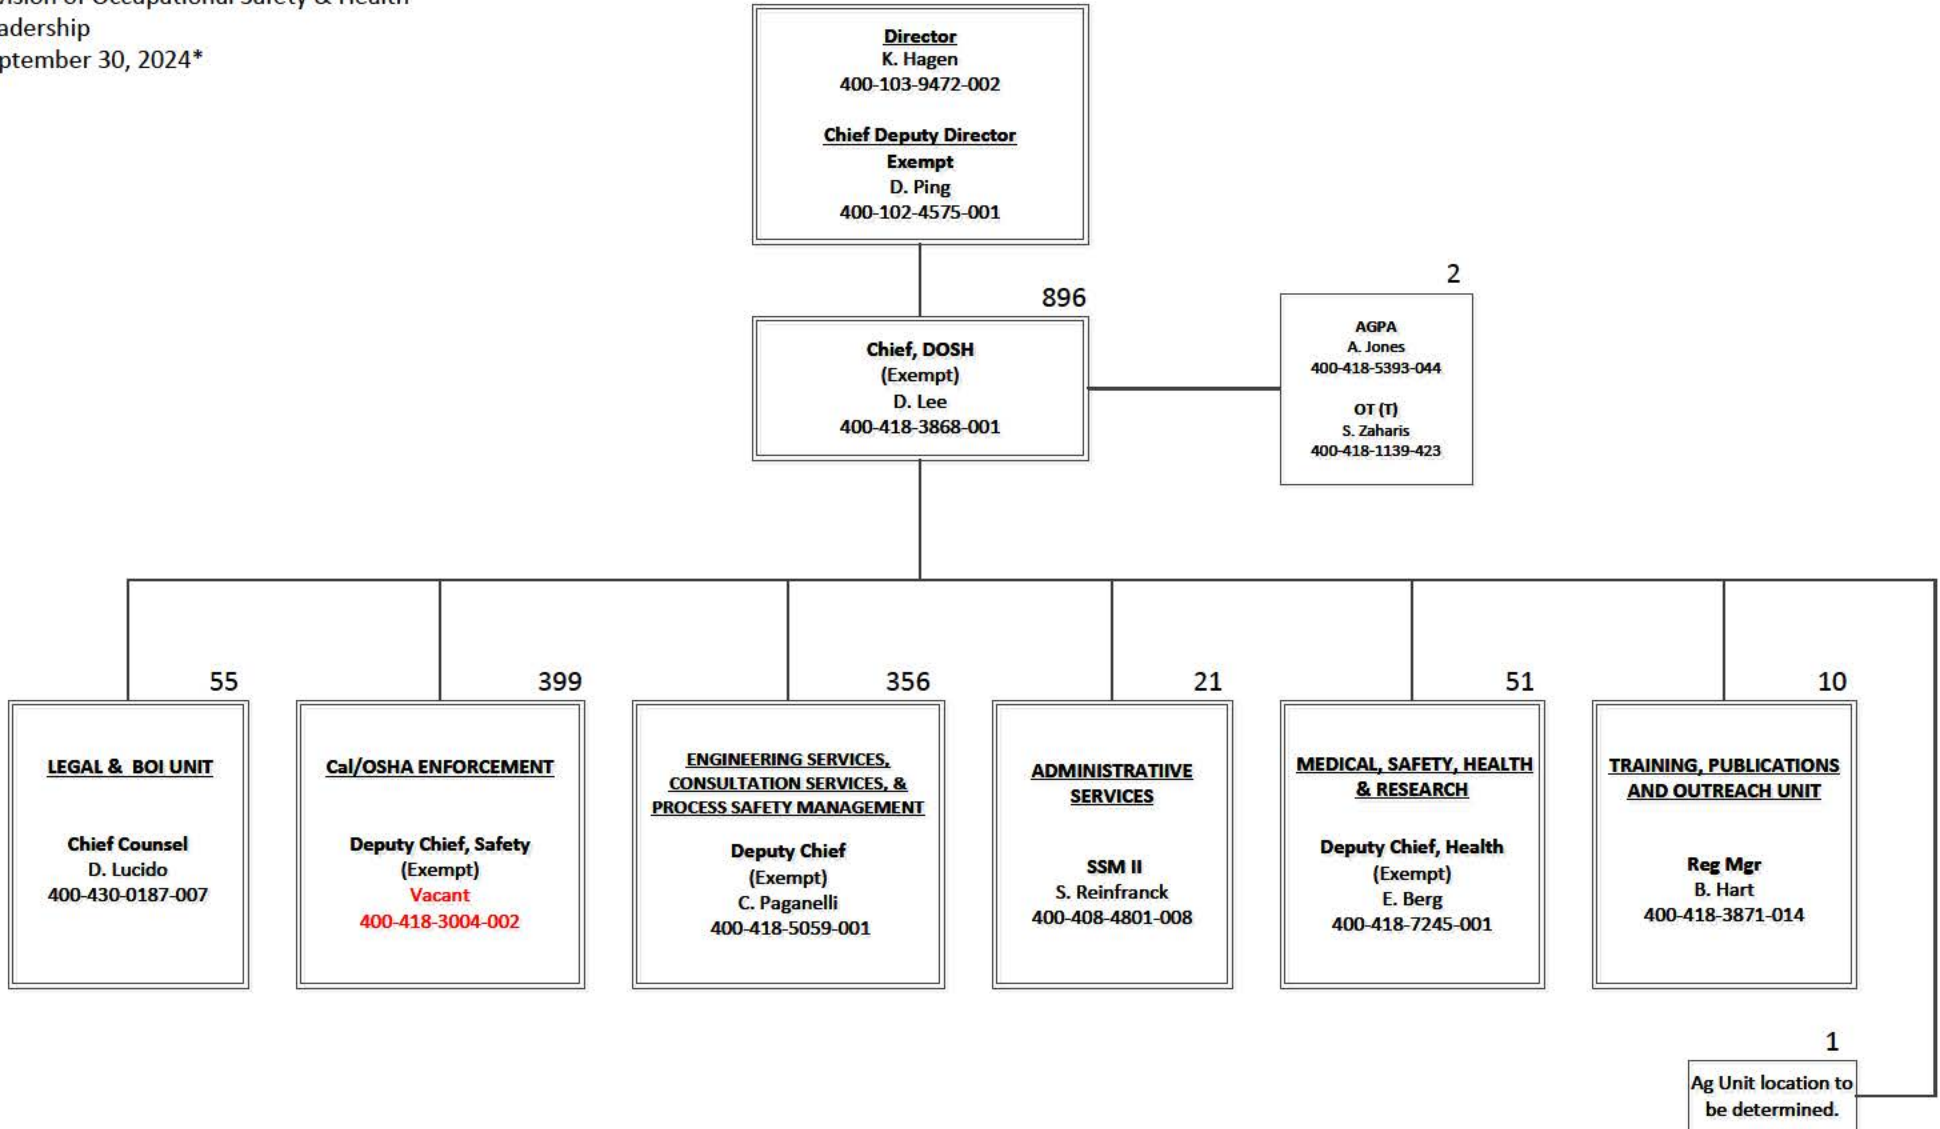 vision of Occupational Safety & Health
adership
ptember 30, 2024*
Director
K. Hagen
400-103-9472-002
Chief Deputy Director
Exempt
D. Ping
400-102-4575-001
896
Chief, DOSH
(Exempt)
D. Lee
400-418-3868-001
2
AGPA
A. Jones
400-418-5393-044
OT (T)
S. Zaharis
400-418-1139-423
55
LEGAL & BOI UNIT
Chief Counsel
D. Lucido
400-430-0187-007
399
Cal/OSHA ENFORCEMENT
Deputy Chief, Safety
(Exempt)
Vacant
400-418-3004-002
356
ENGINEERING SERVICES,
CONSULTATION SERVICES, &
PROCESS SAFETY MANAGEMENT
Deputy Chief
(Exempt)
C. Paganelli
400-418-5059-001
21
ADMINISTRATIIVE
SERVICES
SSM II
S. Reinfranck
400-408-4801-008
51
MEDICAL, SAFETY, HEALTH
& RESEARCH
Deputy Chief, Health
(Exempt)
E. Berg
400-418-7245-001
10
TRAINING, PUBLICATIONS
AND OUTREACH UNIT
Reg Mgr
B. Hart
400-418-3871-014
1
Ag Unit location to
be determined.